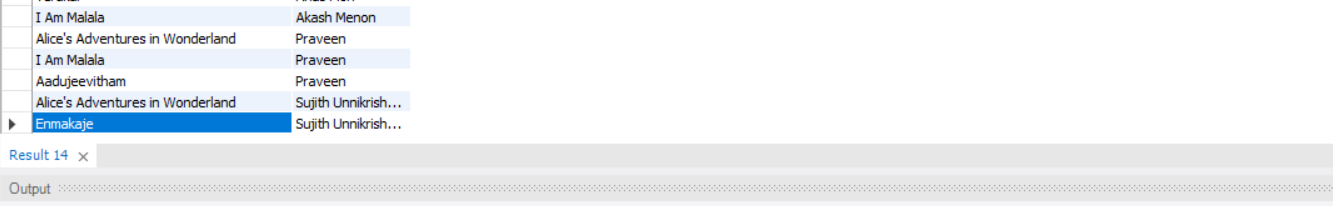 I Am Malala Akash Menon
Alice's Adventures in Wonderland Praveen
I Am Malala Praveen
Aadujeevitham Praveen
Alice's Adventures in Wonderland Sujith Unnikrish...
Enmakaje Sujith Unnikrish...
Result 14
Output